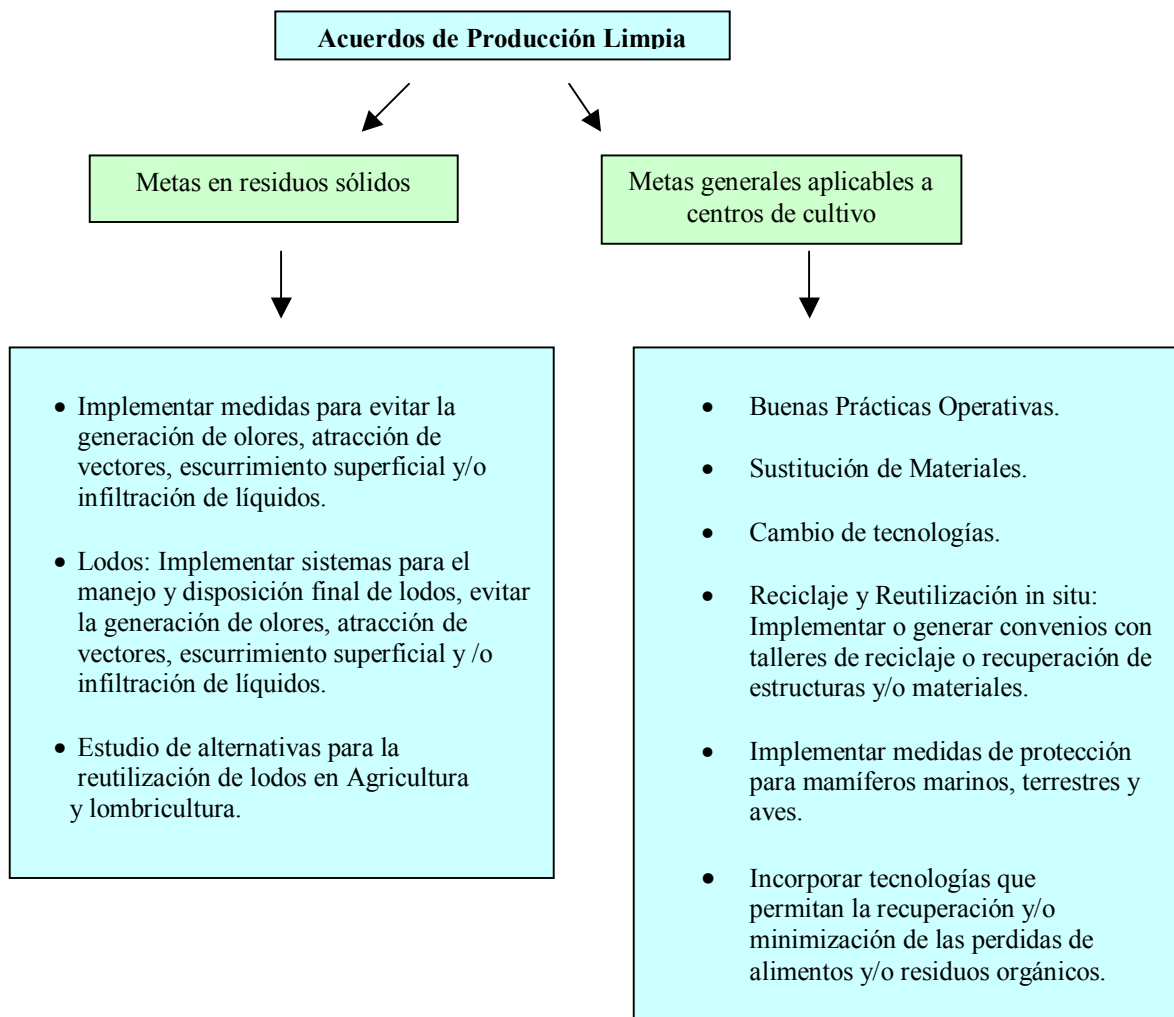 Acuerdos de Producción Limpia
Metas en residuos sólidos
Metas generales aplicables a
centros de cultivo
• Implementar medidas para evitar la
generación de olores, atracción de
vectores, escurrimiento superficial y/o
infiltración de líquidos.
• Lodos: Implementar sistemas para el
manejo y disposición final de lodos, evitar
la generación de olores, atracción de
vectores, escurrimiento superficial y /o
infiltración de líquidos.
• Estudio de alternativas para la
reutilización de lodos en Agricultura
y lombricultura.
• Buenas Prácticas Operativas.
• Sustitución de Materiales.
• Cambio de tecnologías.
• Reciclaje y Reutilización in situ:
Implementar o generar convenios con
talleres de reciclaje o recuperación de
estructuras y/o materiales.
• Implementar medidas de protección
para mamíferos marinos, terrestres y
aves.
• Incorporar tecnologías que
permitan la recuperación y/o
minimización de las perdidas de
alimentos y/o residuos orgánicos.